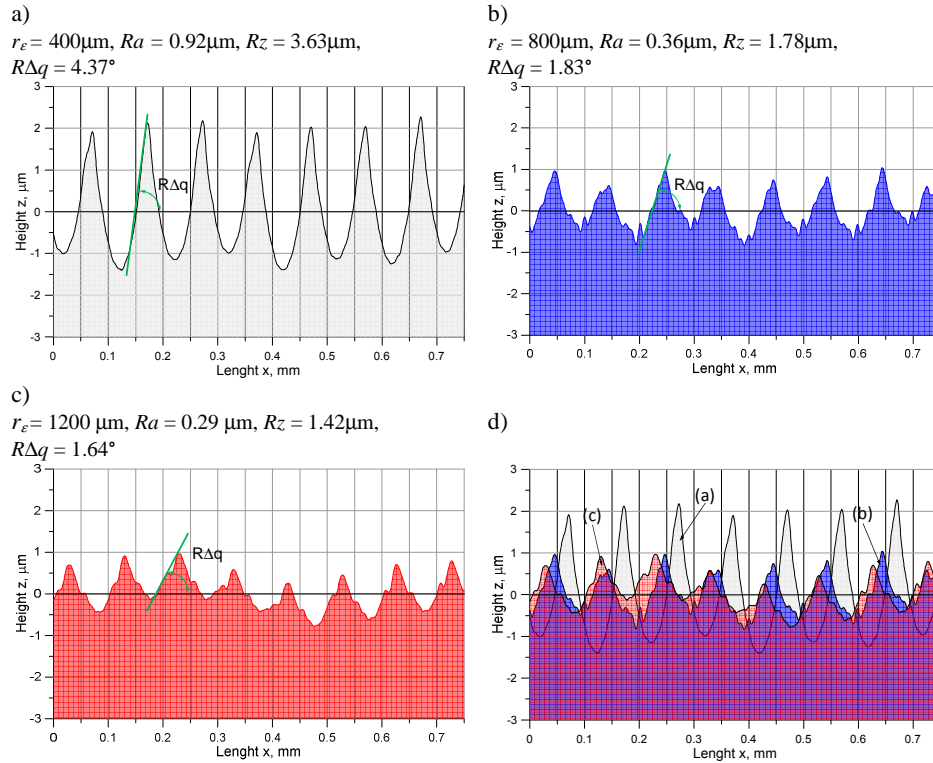 a)
r_ε = 400μm, Ra = 0.92μm, Rz = 3.63μm,
RΔq = 4.37°
3
2
1
0
-1
-2
-3
Height z, μm
RΔq
0 0.1 0.2 0.3 0.4 0.5 0.6 0.7
Lenght x, mm
b)
r_ε = 800μm, Ra = 0.36μm, Rz = 1.78μm,
RΔq = 1.83°
3
2
1
0
-1
-2
-3
Height z, μm
RΔq
0 0.1 0.2 0.3 0.4 0.5 0.6 0.7
Lenght x, mm
c)
r_ε = 1200 μm, Ra = 0.29 μm, Rz = 1.42μm,
RΔq = 1.64°
3
2
1
0
-1
-2
-3
Height z, μm
RΔq
0 0.1 0.2 0.3 0.4 0.5 0.6 0.7
Lenght x, mm
d)
3
2
1
0
-1
-2
-3
Height z, μm
(c)
(a)
(b)
0 0.1 0.2 0.3 0.4 0.5 0.6 0.7
Lenght x, mm